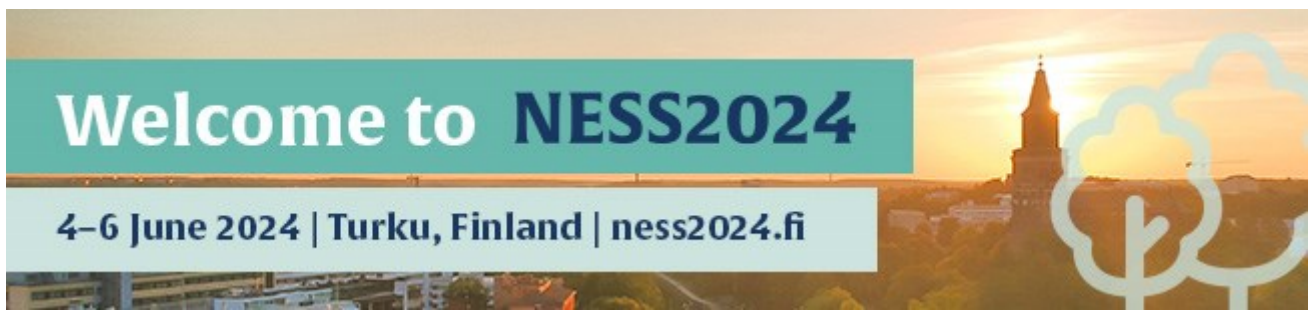 Welcome to NESS2024
4–6 June 2024 | Turku, Finland | ness2024.fi